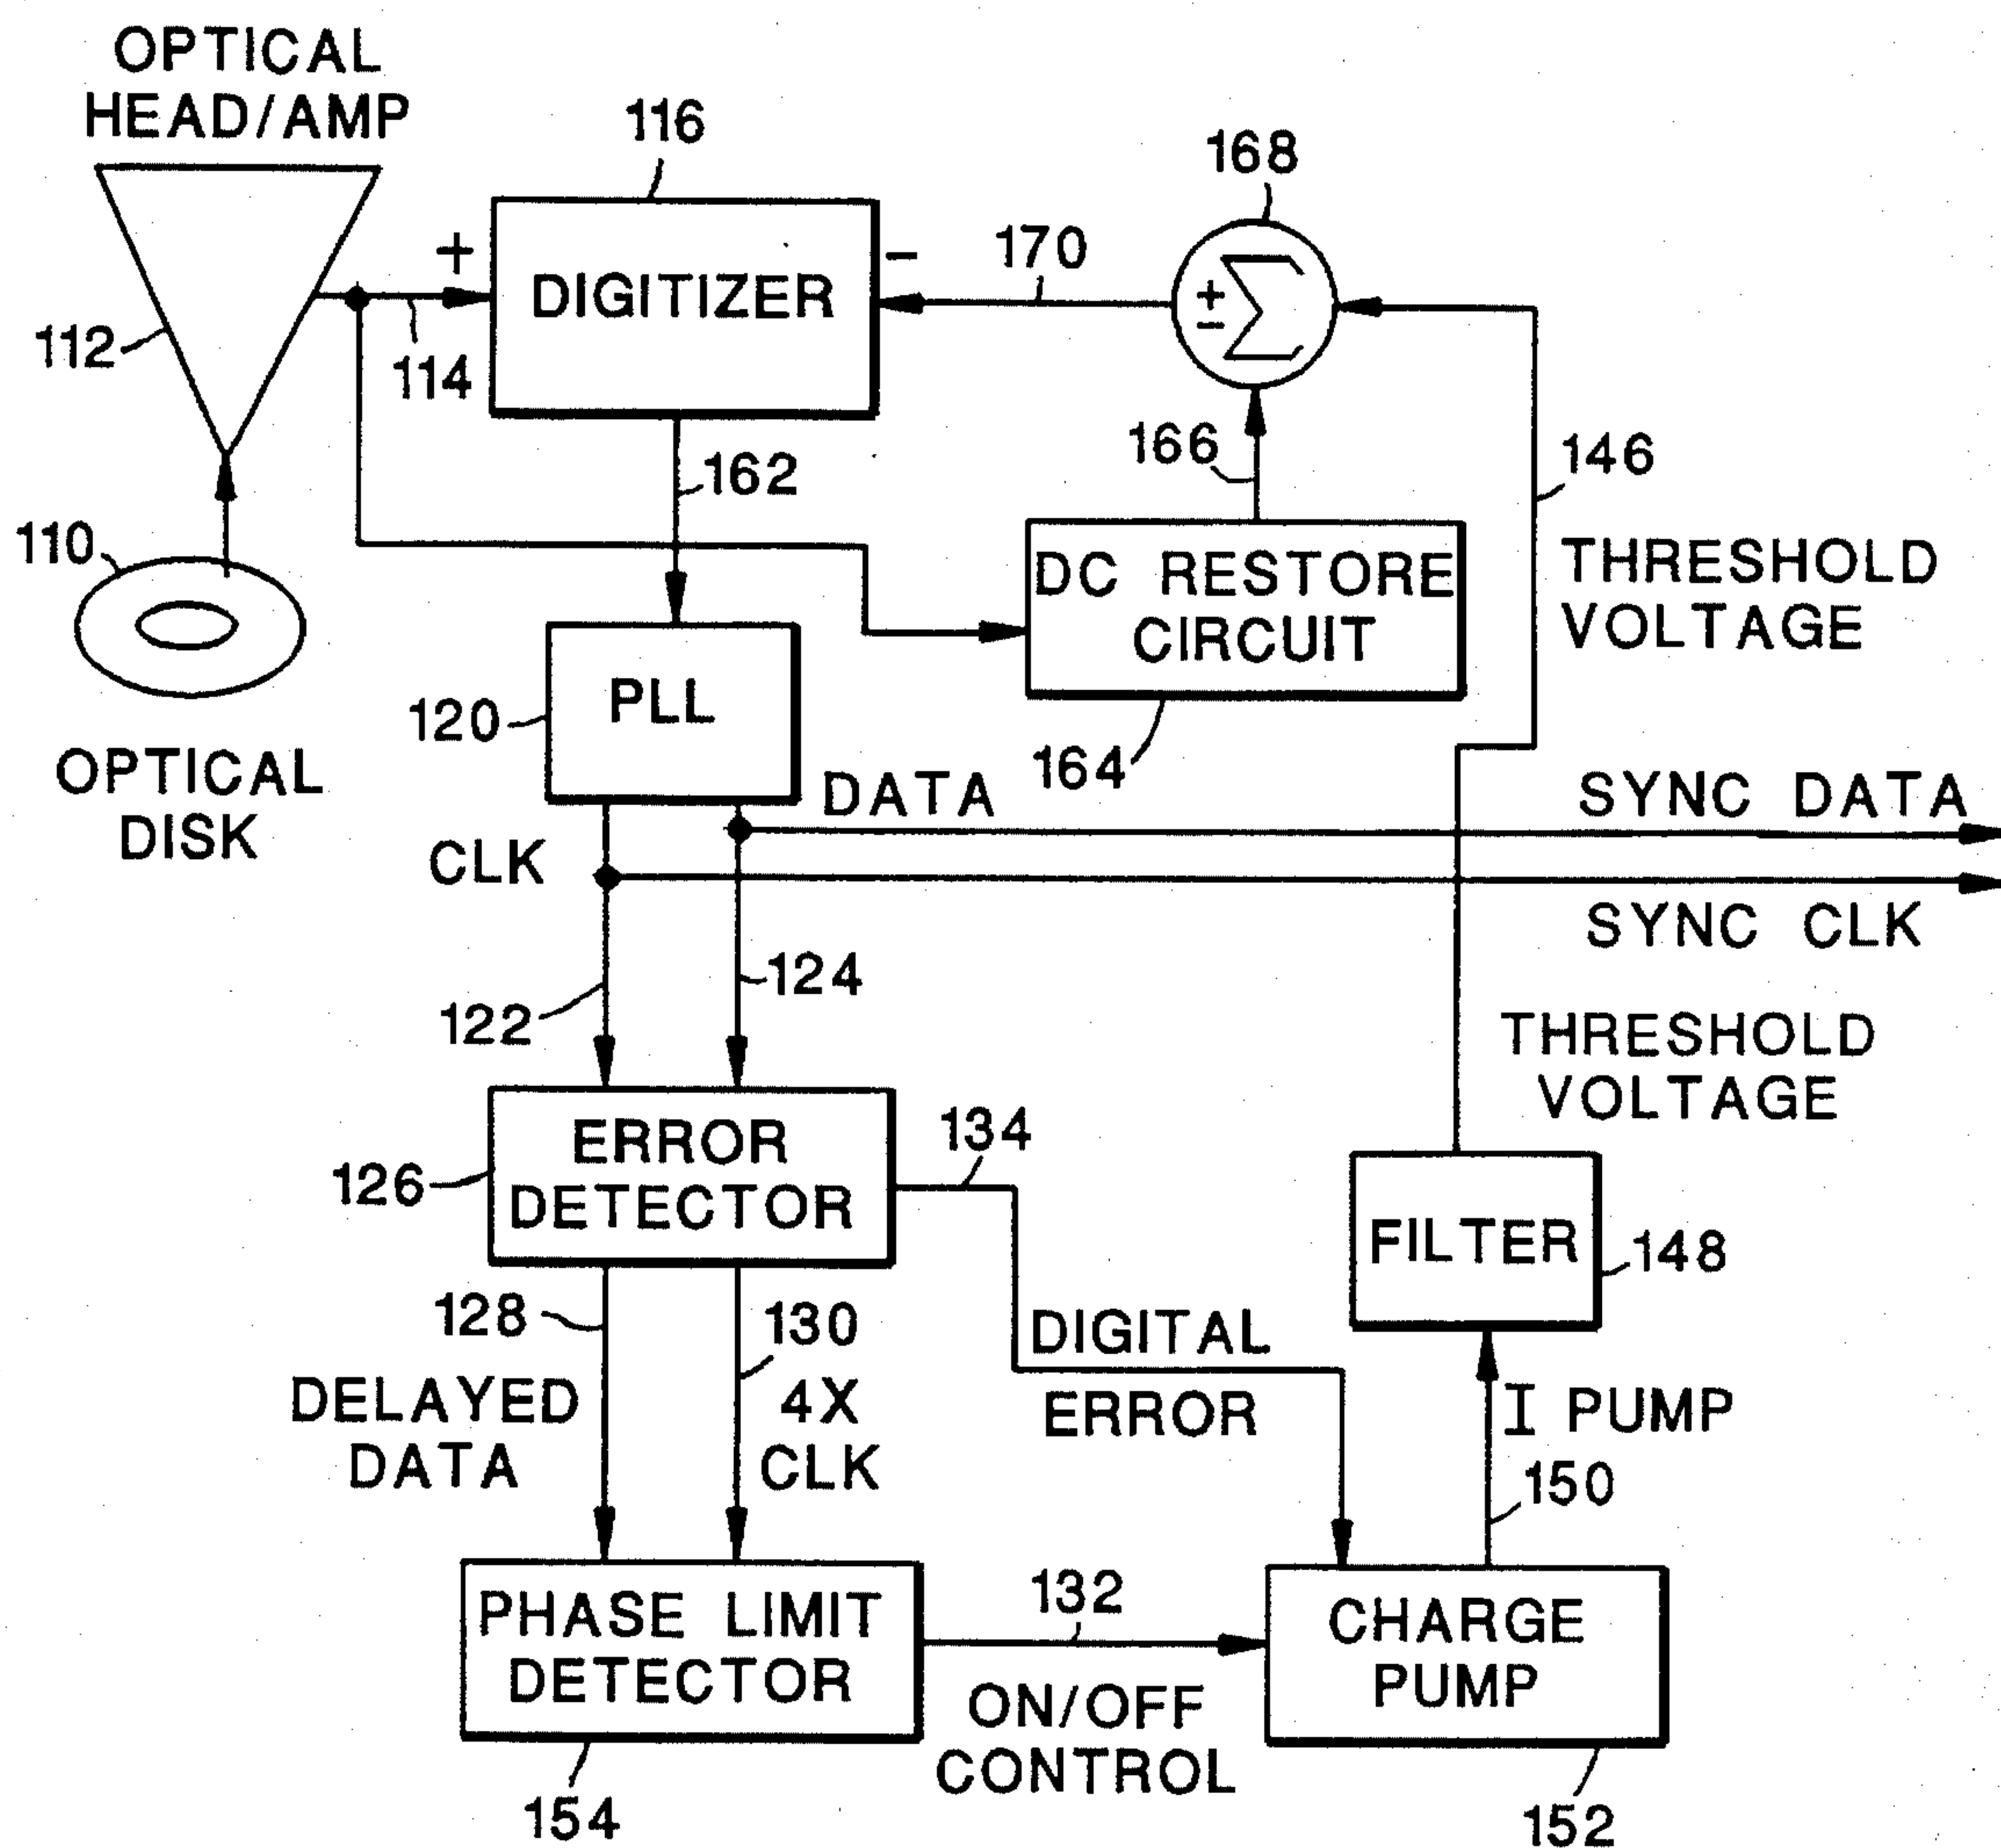 OPTICAL
HEAD/AMP
116
168
+
-
170
DIGITIZER
±
Σ
112
114
162
166
146
110
DC RESTORE
CIRCUIT
THRESHOLD
VOLTAGE
PLL
120
164
OPTICAL
DISK
DATA
SYNC DATA
CLK
SYNC CLK
124
122
THRESHOLD
VOLTAGE
134
ERROR
DETECTOR
126
FILTER
148
128
130
DIGITAL
ERROR
DELAYED
DATA
4X
CLK
I PUMP
150
132
PHASE LIMIT
DETECTOR
CHARGE
PUMP
ON/OFF
CONTROL
154
152